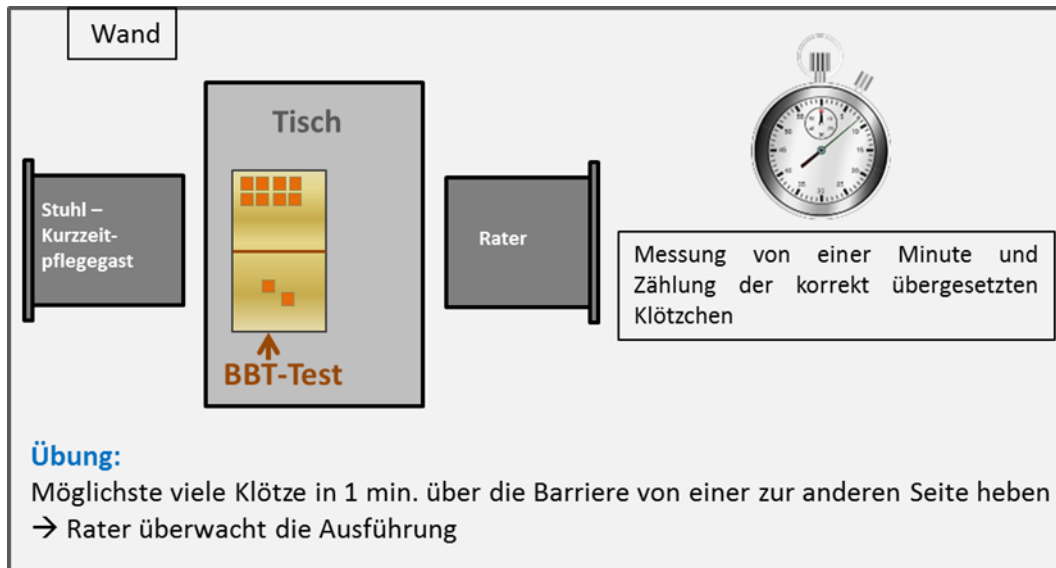 Wand
Tisch
Stuhl –
Kurzzeit-
pflegegast
Rater
BBT-Test
Messung von einer Minute und
Zählung der korrekt übergesetzten
Klötzchen
Übung:
Möglichste viele Klötze in 1 min. über die Barriere von einer zur anderen Seite heben
→ Rater überwacht die Ausführung